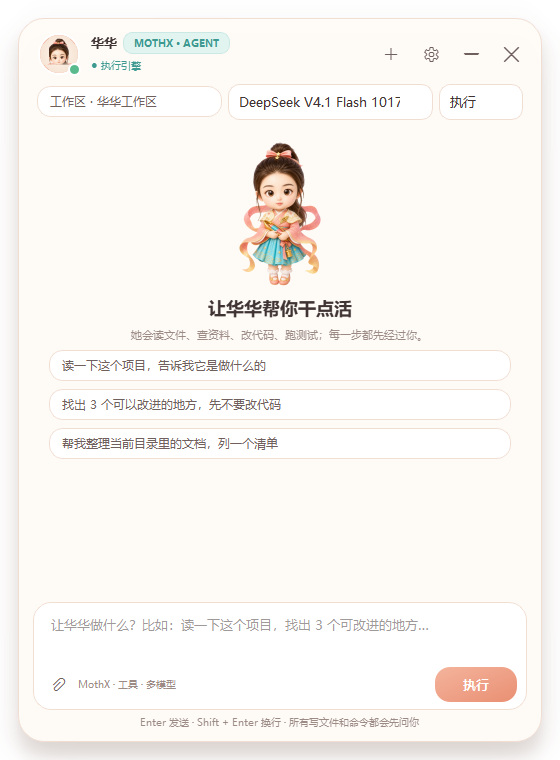 华华 MOTHX • AGENT
• 执行引擎
工作区 · 华华工作区
DeepSeek V4.1 Flash 1017
执行
让华华帮你干点活
她会读文件、查资料、改代码、跑测试；每一步都先经过你。
读一下这个项目，告诉我它是做什么的
找出 3 个可以改进的地方，先不要改代码
帮我整理当前目录里的文档，列一个清单
让华华做什么？比如：读一下这个项目，找出 3 个可改进的地方...
MothX · 工具 · 多模型
执行
Enter 发送 · Shift + Enter 换行 · 所有写文件和命令都会先问你